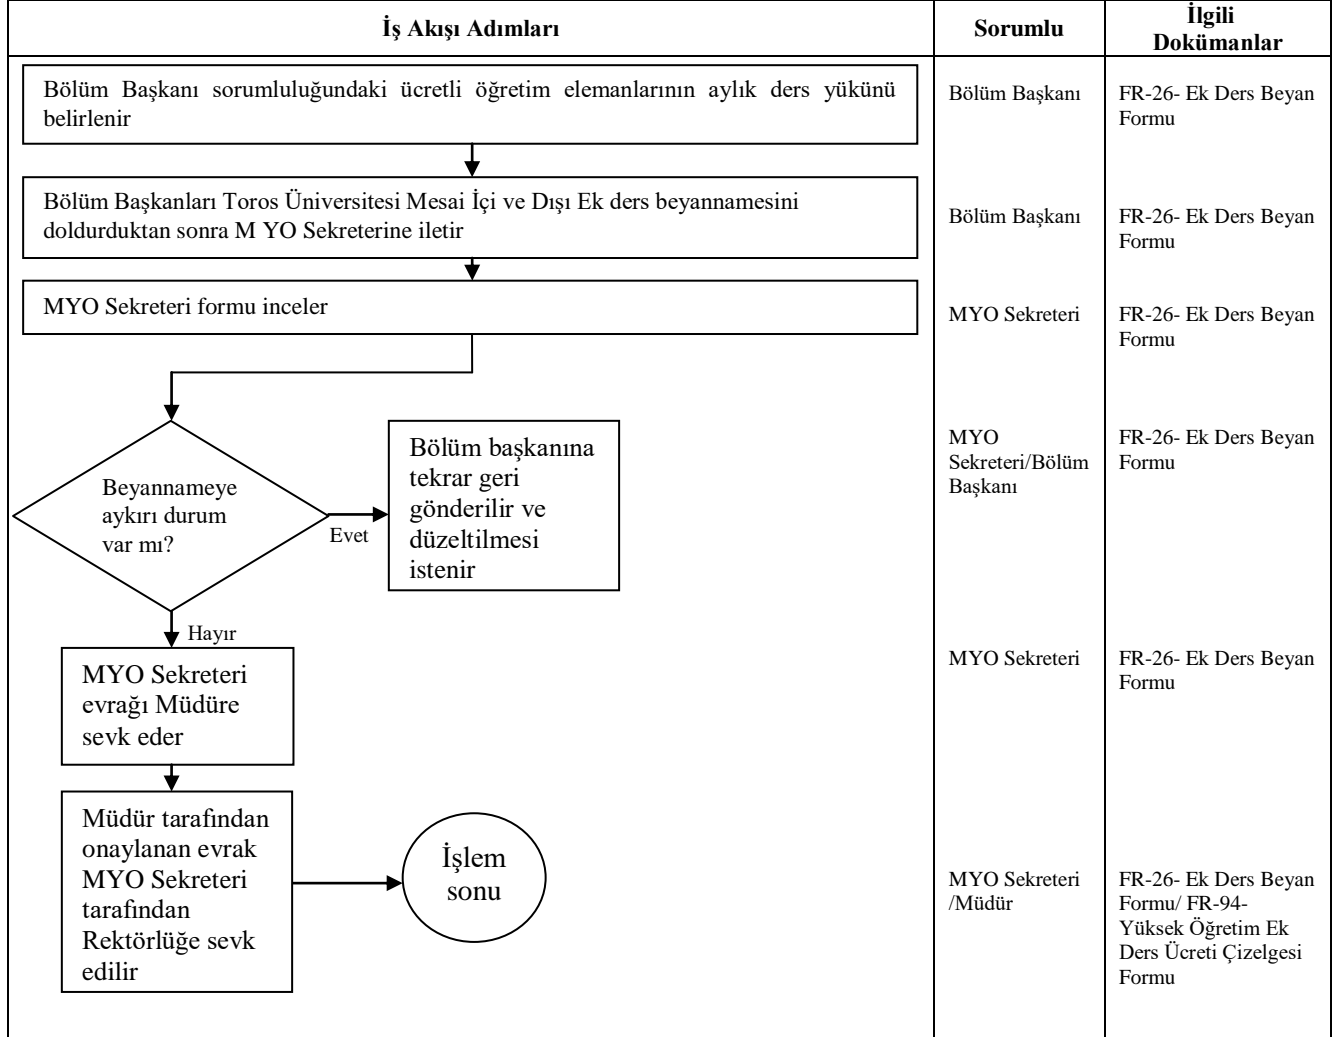 İş Akışı Adımları
Sorumlu
İlgili
Dokümanlar
Bölüm Başkanı sorumluluğundaki ücretli öğretim elemanlarının aylık ders yükünü
belirlenir
Bölüm Başkanı
FR-26- Ek Ders Beyan
Formu
Bölüm Başkanları Toros Üniversitesi Mesai İçi ve Dışı Ek ders beyannamesini
doldurduktan sonra M YO Sekreterine iletir
Bölüm Başkanı
FR-26- Ek Ders Beyan
Formu
MYO Sekreteri formu inceler
MYO Sekreteri
FR-26- Ek Ders Beyan
Formu
Beyannameye
aykırı durum
var mı?
Evet
Bölüm başkanına
tekrar geri
gönderilir ve
düzeltilmesi
istenir
MYO
Sekreteri/Bölüm
Başkanı
FR-26- Ek Ders Beyan
Formu
Hayır
MYO Sekreteri
evrağı Müdüre
sevk eder
MYO Sekreteri
FR-26- Ek Ders Beyan
Formu
Müdür tarafından
onaylanan evrak
MYO Sekreteri
tarafından
Rektörlüğe sevk
edilir
İşlem
sonu
MYO Sekreteri
/Müdür
FR-26- Ek Ders Beyan
Formu/ FR-94-
Yüksek Öğretim Ek
Ders Ücreti Çizelgesi
Formu